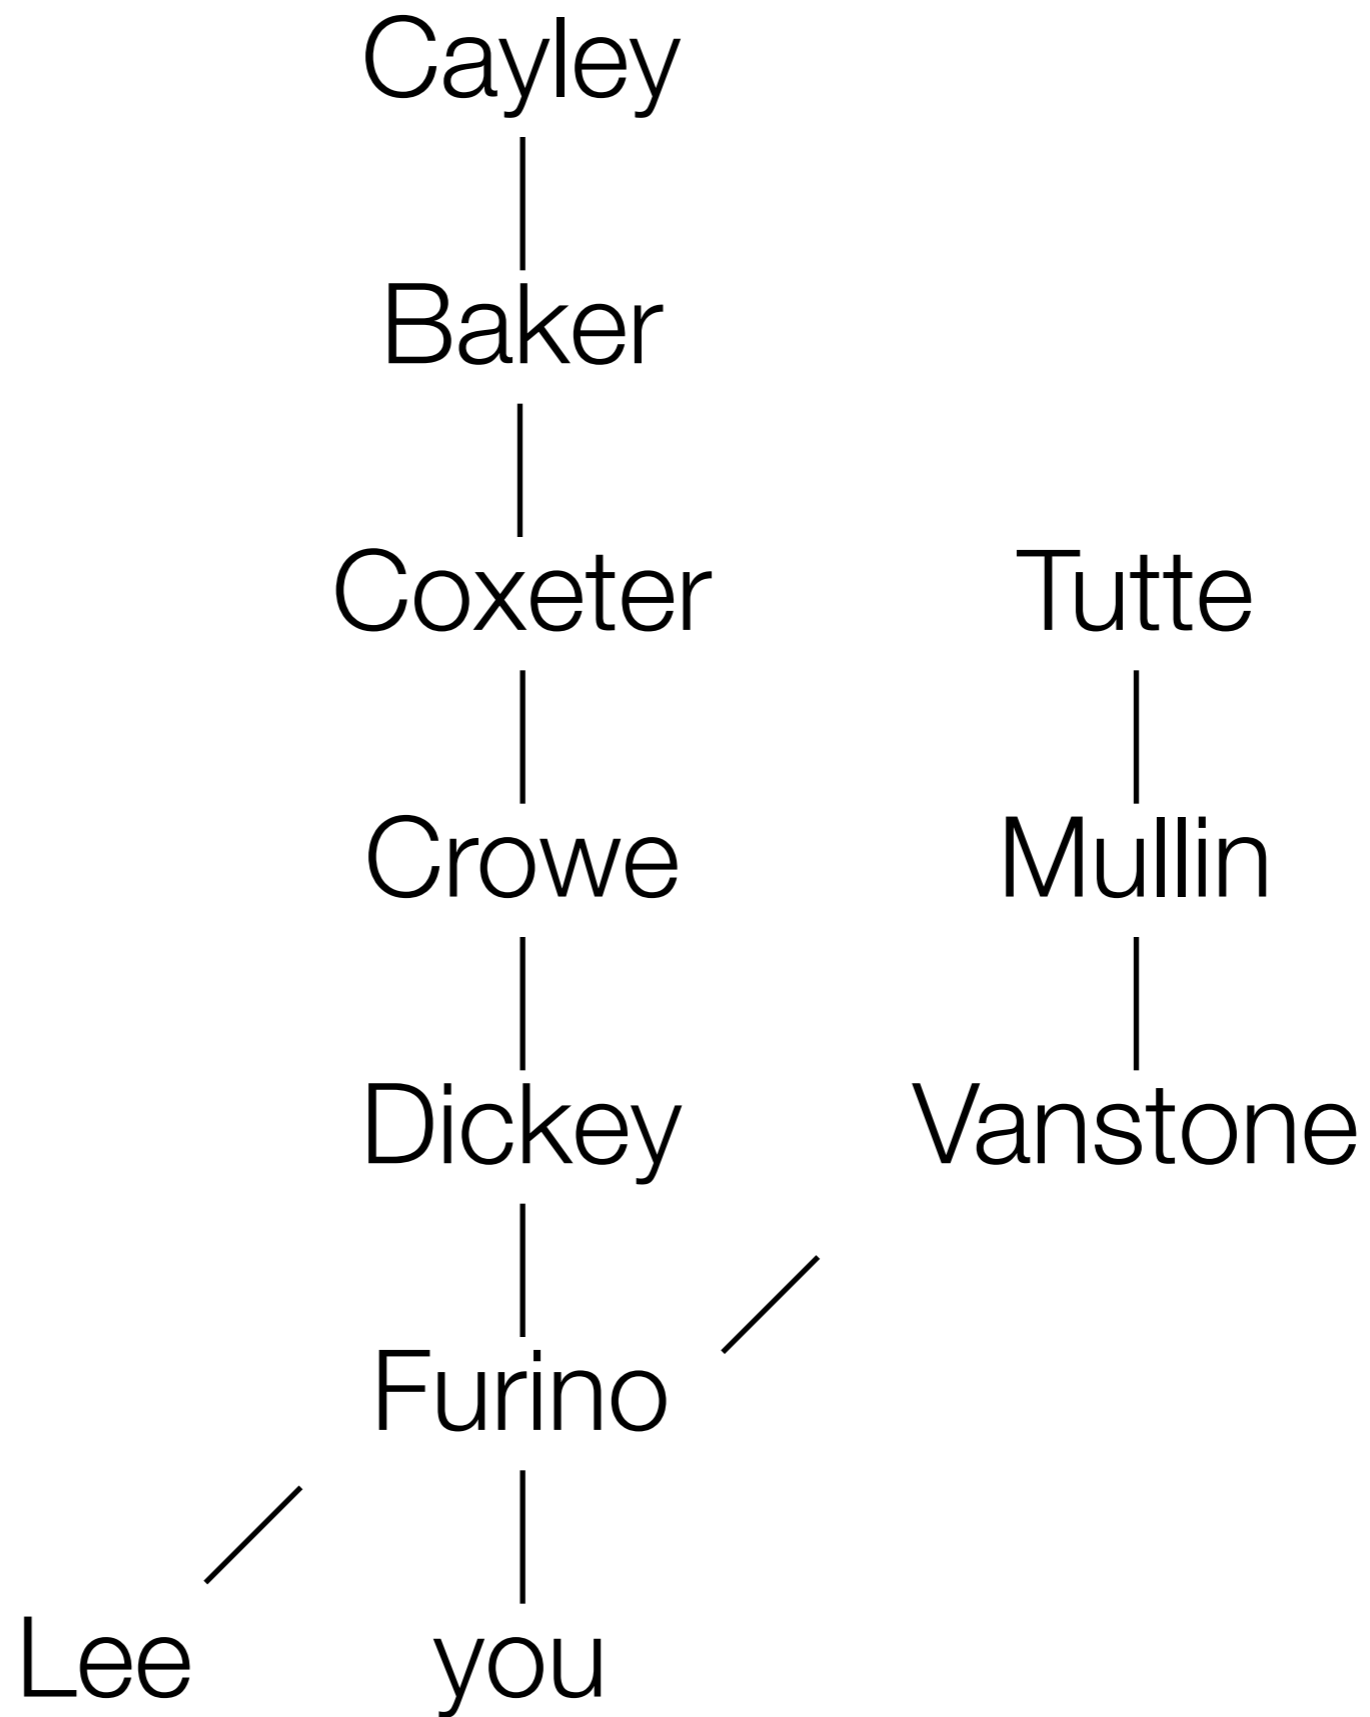 Cayley
Baker
Coxeter Tutte
Crowe Mullin
Dickey Vanstone
Furino
Lee you